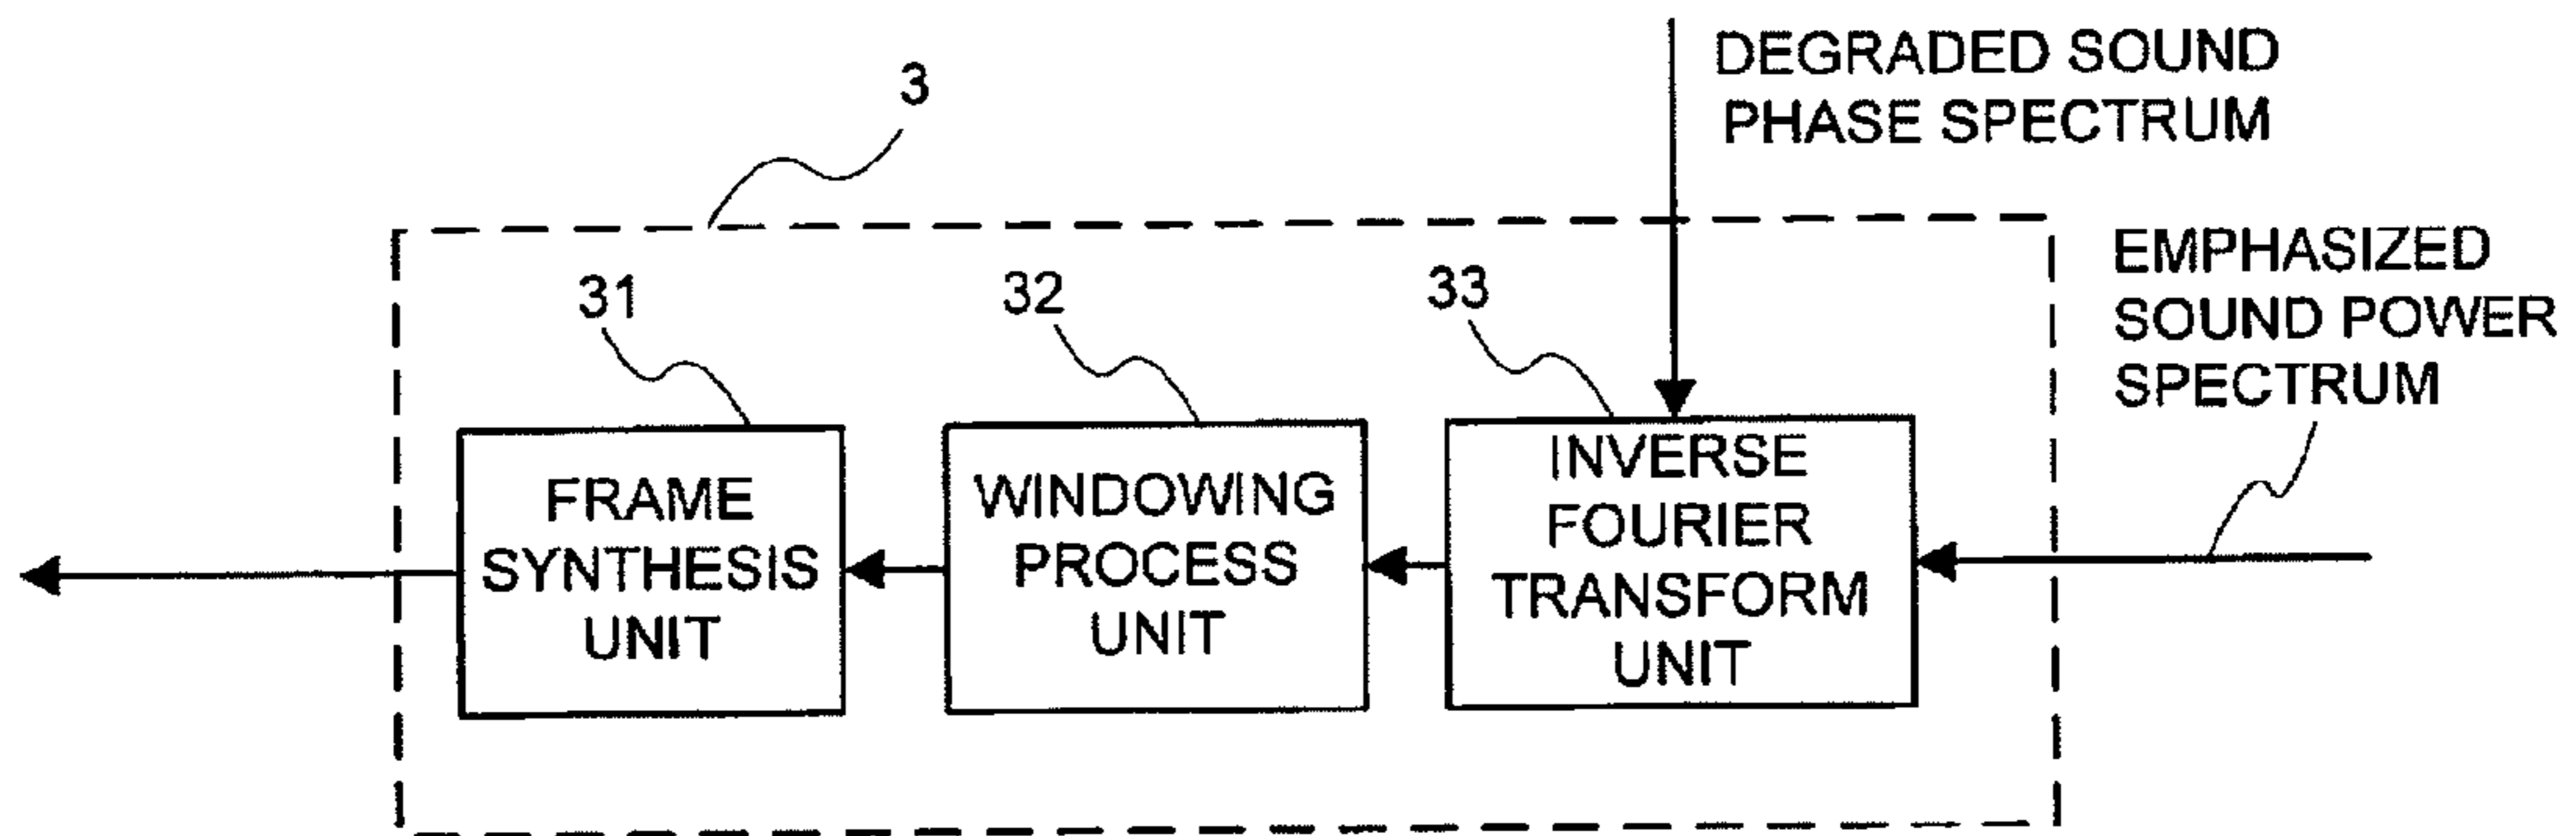 DEGRADED SOUND
PHASE SPECTRUM
3
EMPHASIZED
SOUND POWER
SPECTRUM
31
32
33
FRAME
SYNTHESIS
UNIT
WINDOWING
PROCESS
UNIT
INVERSE
FOURIER
TRANSFORM
UNIT